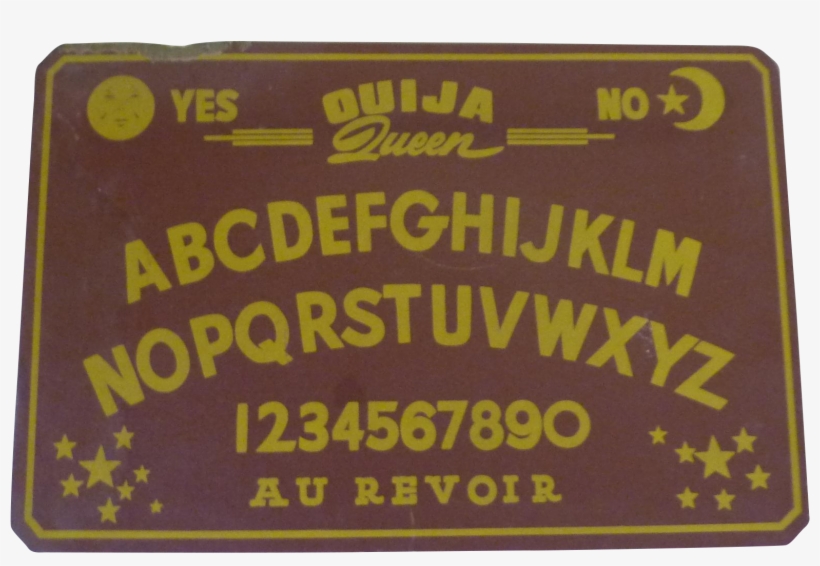 YES OUIJA NO
Queen
ABCDEFGHIJKLM
NOPQRSTUVWXYZ
1234567890
AU REVOIR